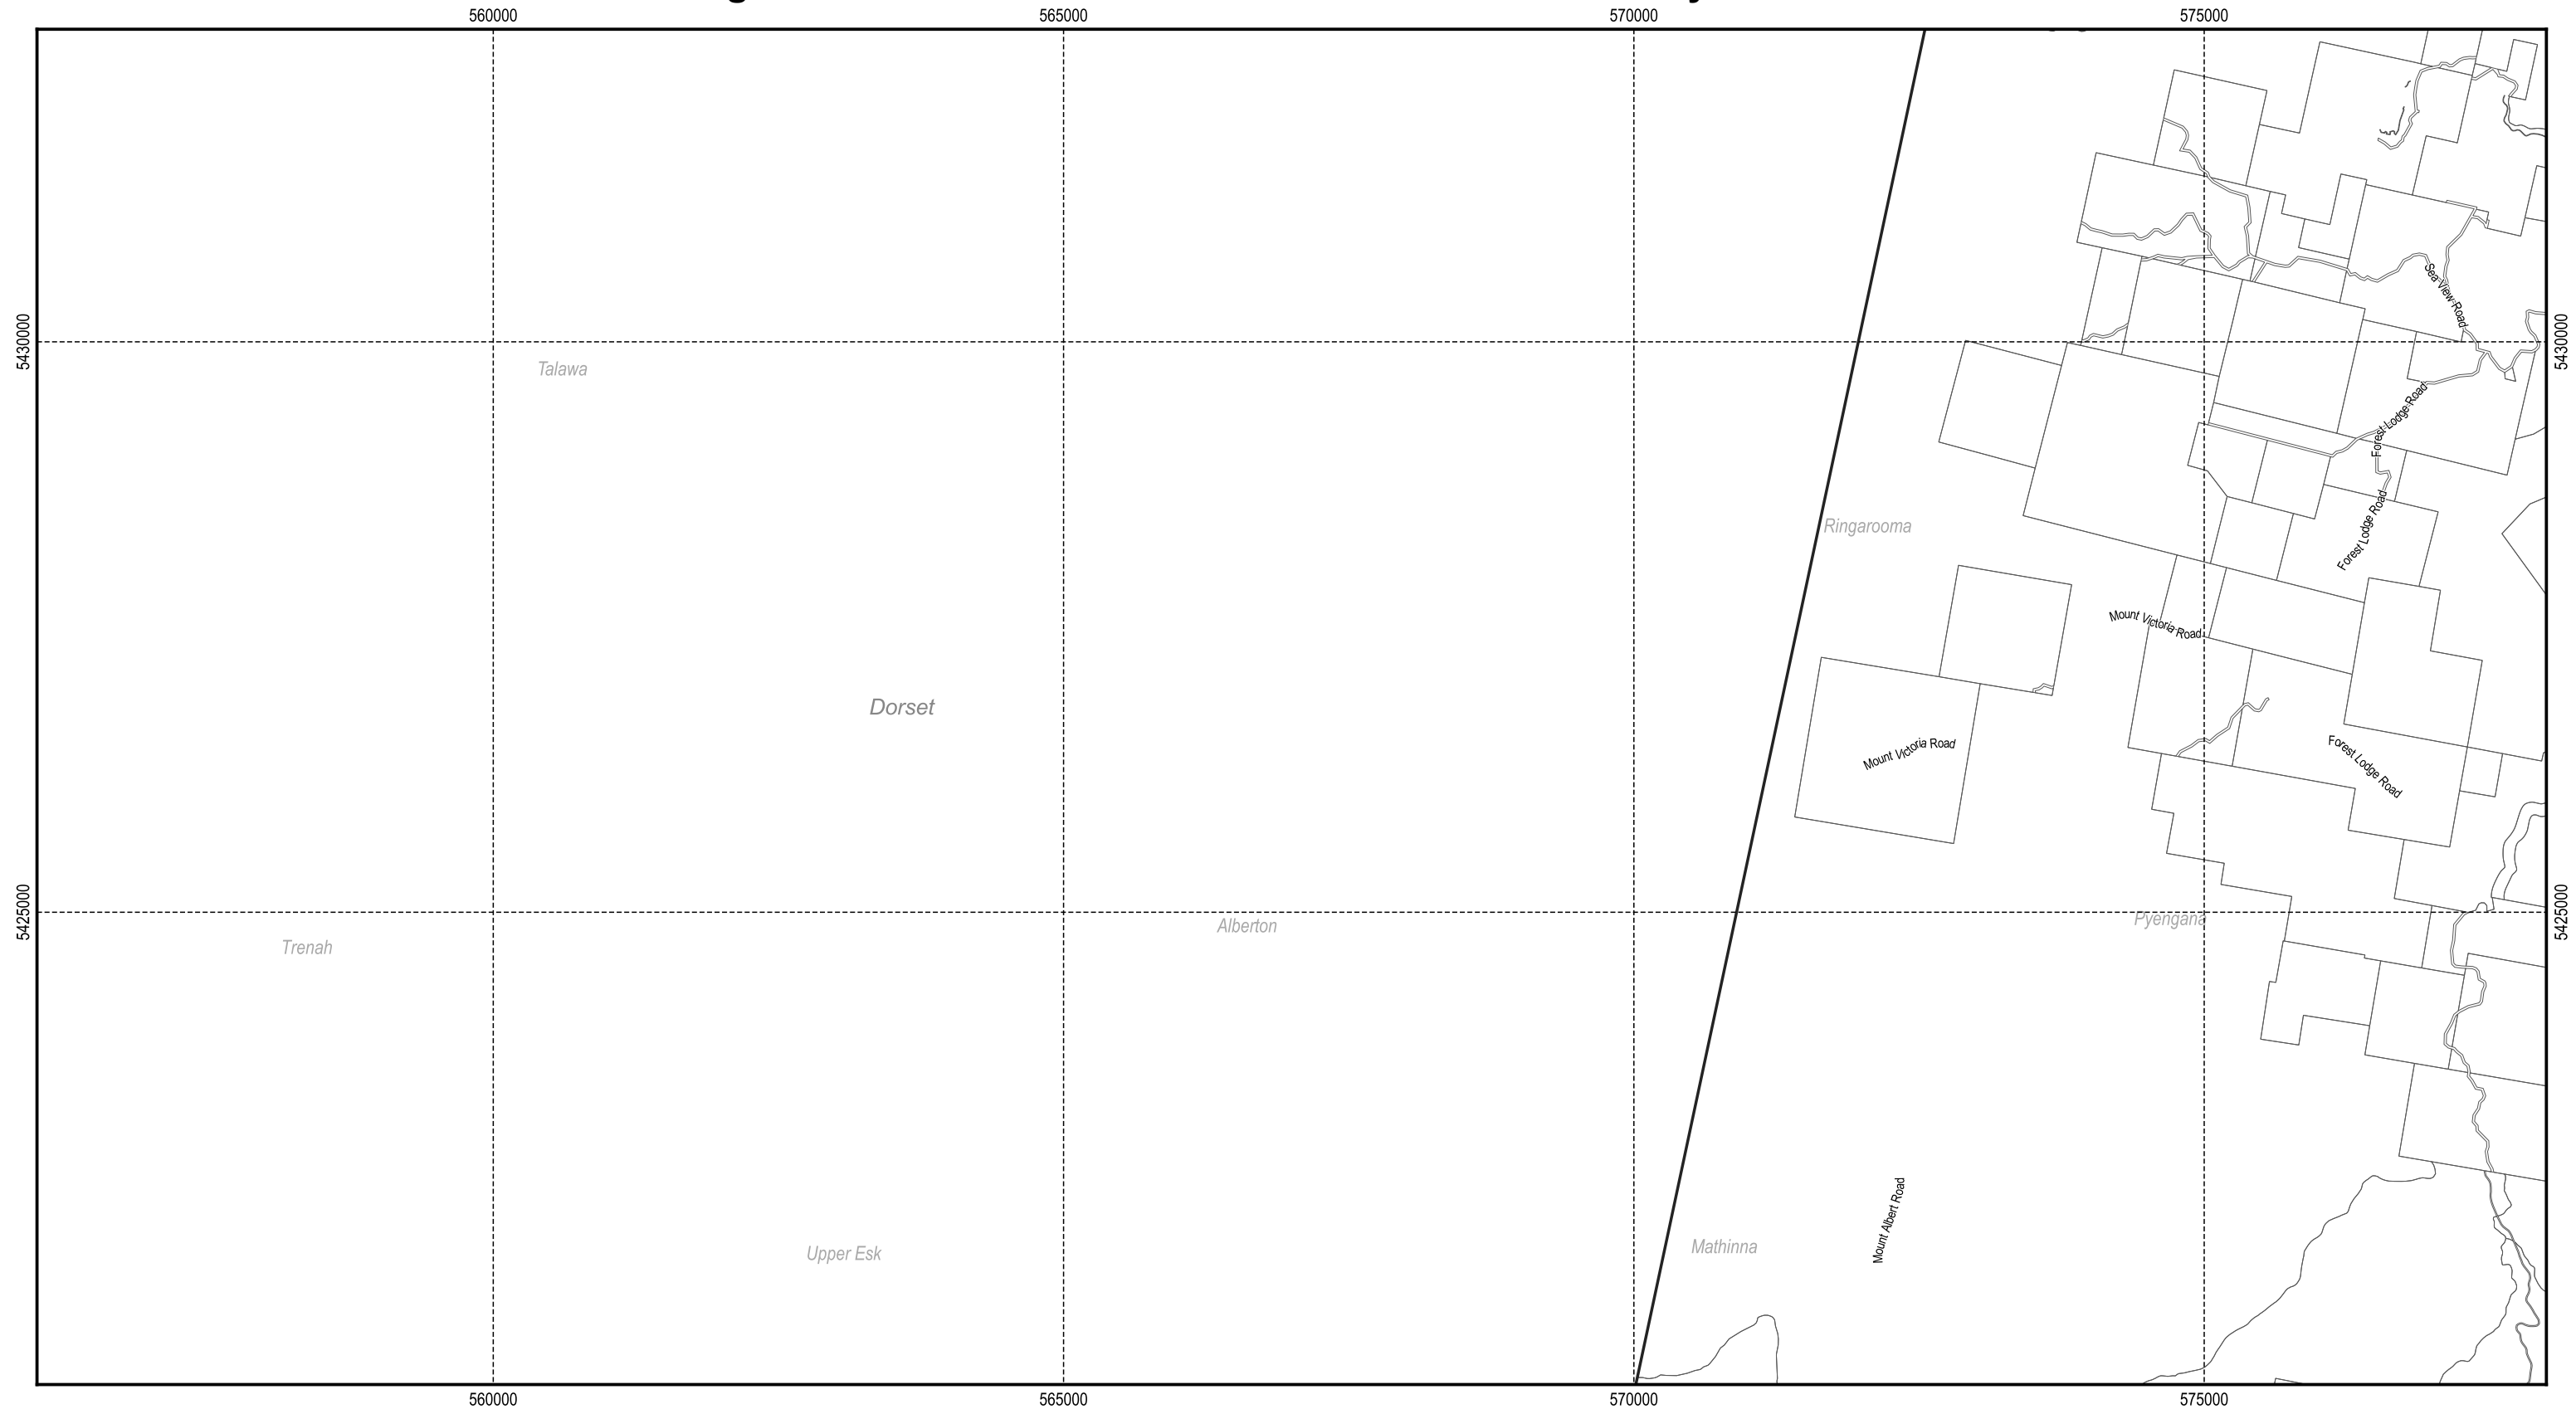 560000
565000
570000
575000
Sea View Road
5430000
5430000
Talawa
Forest Lodge Road
Ringarooma
Forest Lodge Road
Mount Victoria Road
Dorset
Mount Victoria Road
Forest Lodge Road
5425000
5425000
Pyengana
Alberton
Trenah
Mount Albert Road
Mathinna
Upper Esk
560000
565000
570000
575000